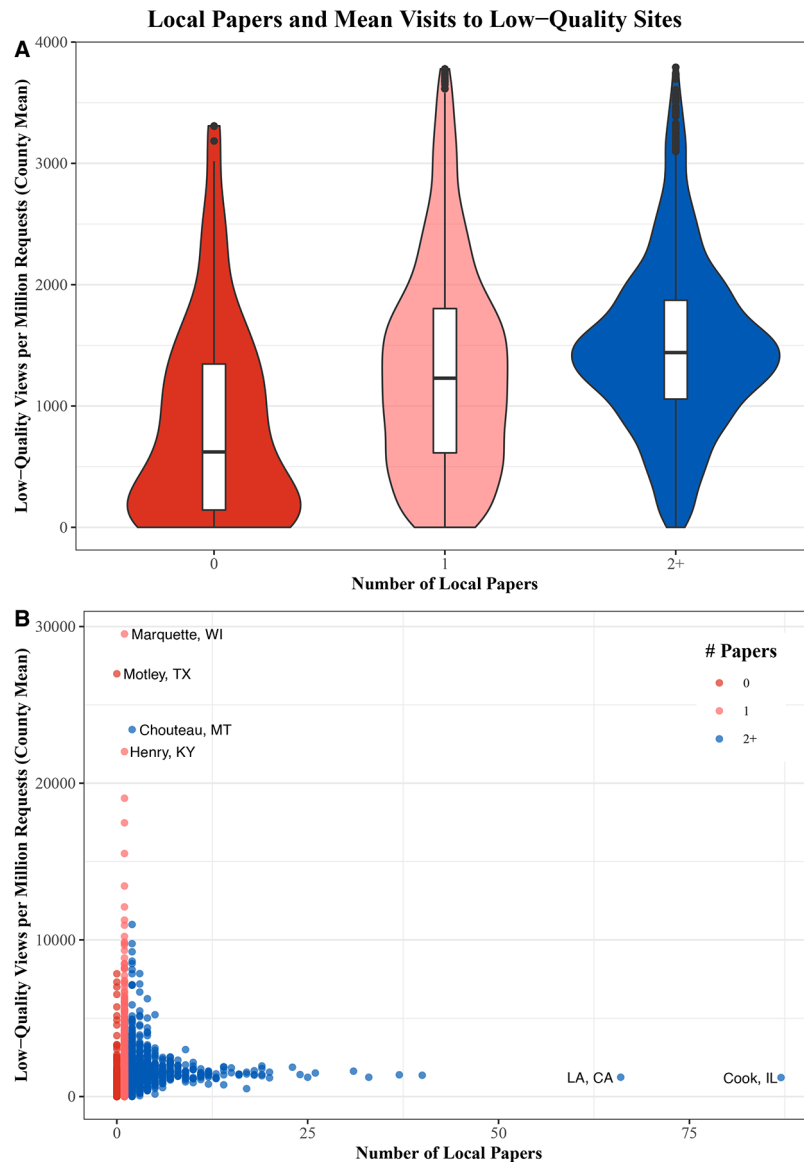 Local Papers and Mean Visits to Low−Quality Sites
A
Low−Quality Views per Million Requests (County Mean)
4000
3000
2000
1000
0
0
1
2+
Number of Local Papers
B
Low−Quality Views per Million Requests (County Mean)
30000
20000
10000
0
Marquette, WI
Motley, TX
Chouteau, MT
Henry, KY
# Papers
0
1
2+
LA, CA
Cook, IL
0
25
50
75
Number of Local Papers